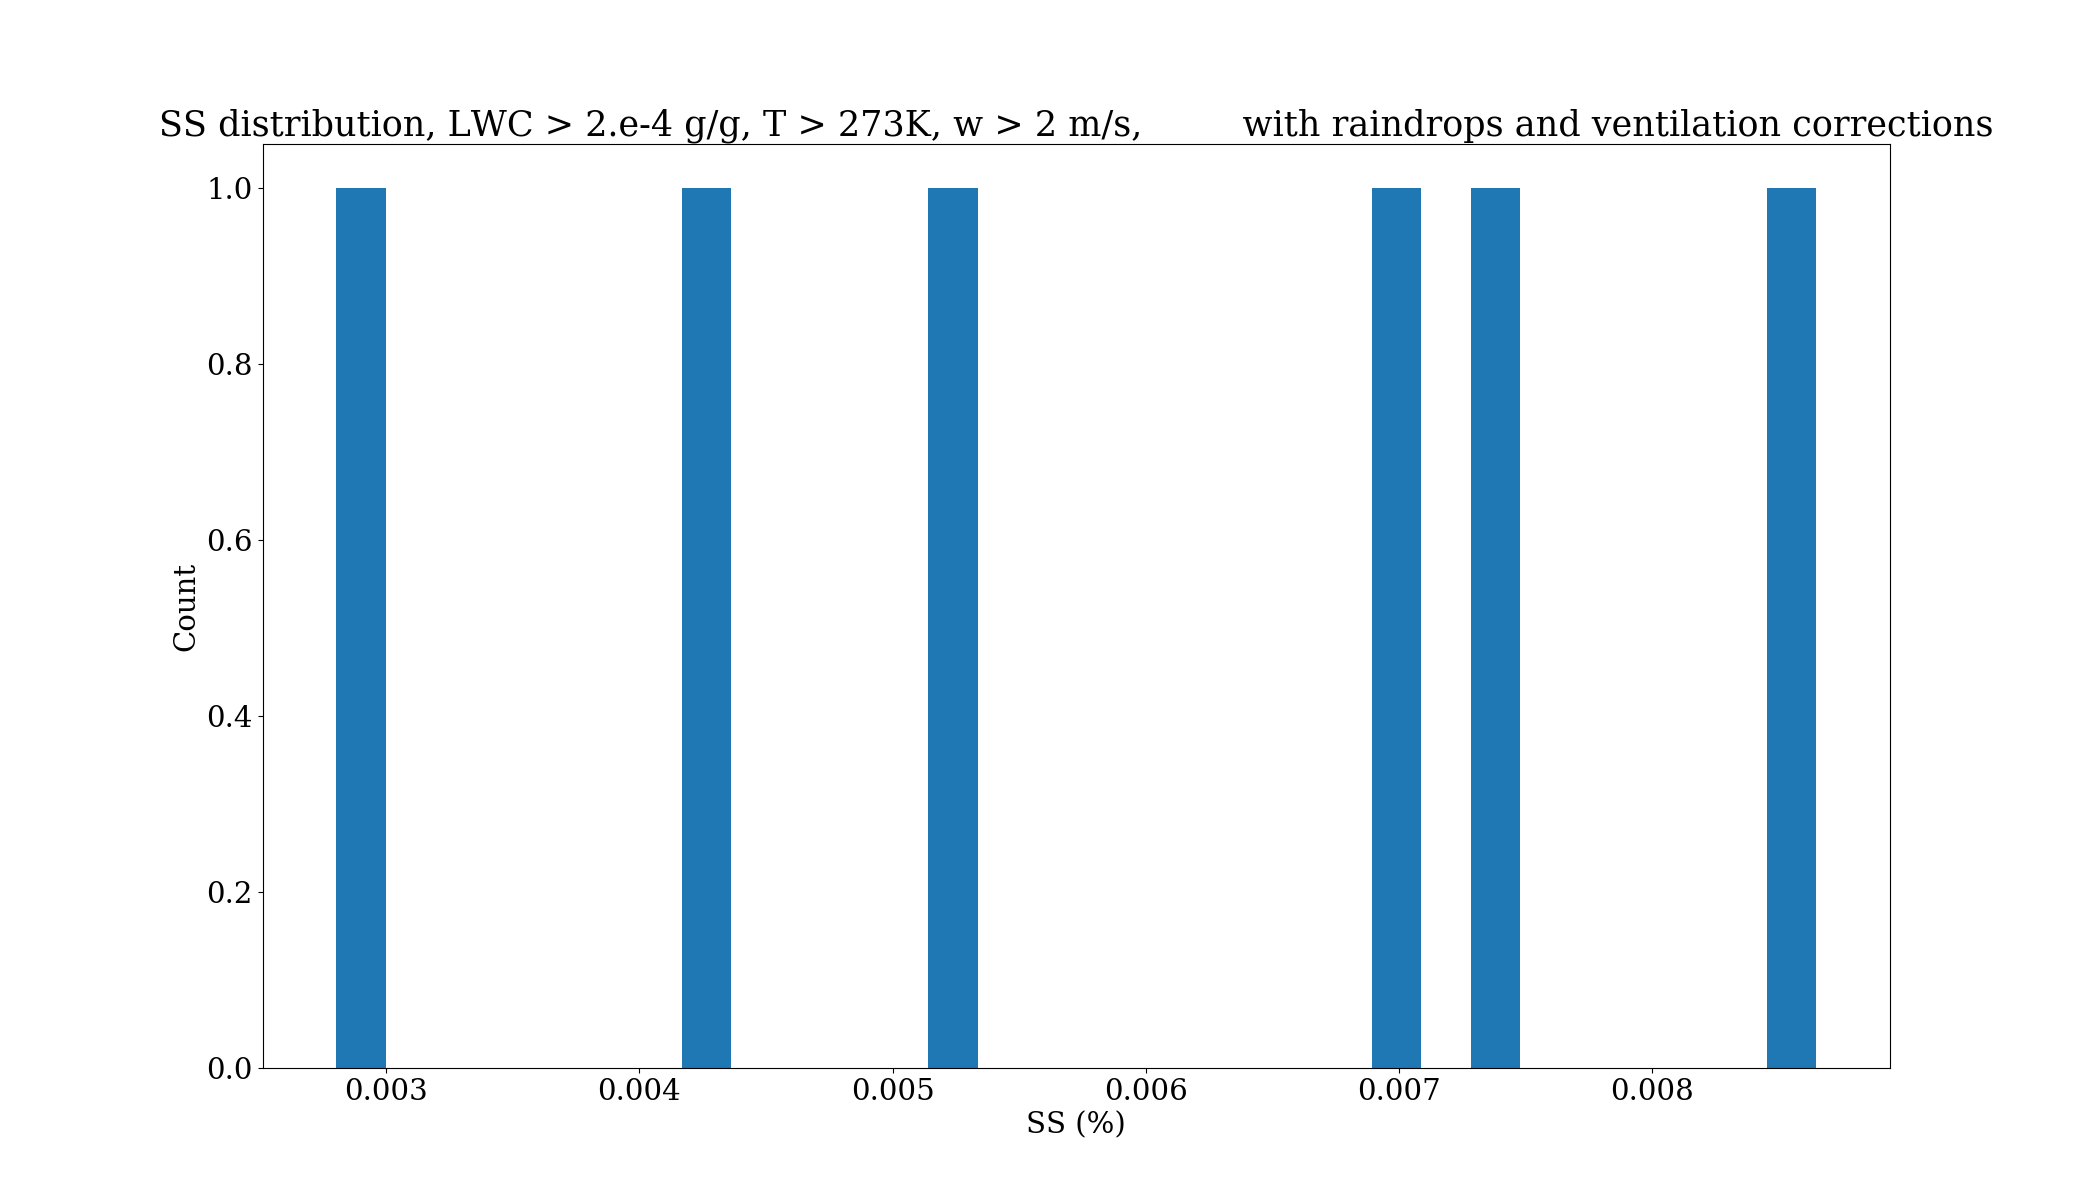 SS distribution, LWC > 2.e-4 g/g, T > 273K, w > 2 m/s,         with raindrops and ventilation corrections
1.0
0.8
0.6
0.4
0.2
0.0
Count
0.003 0.004 0.005 0.006 0.007 0.008
SS (%)